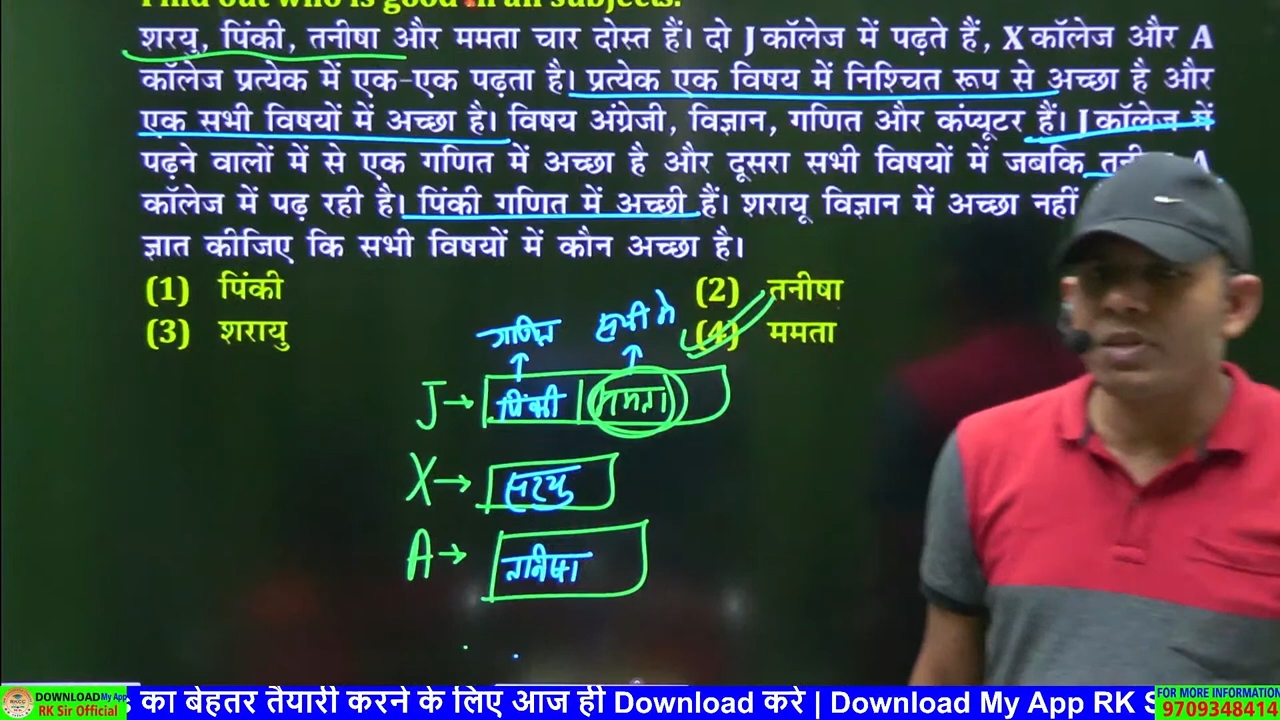 Find out who is good in all subjects.
शरयु, पिंकी, तनीषा और ममता चार दोस्त हैं। दो J कॉलेज में पढ़ते हैं, X कॉलेज और A
कॉलेज प्रत्येक में एक-एक पढ़ता है। प्रत्येक एक विषय में निश्चित रूप से अच्छा है और
एक सभी विषयों में अच्छा है। विषय अंग्रेजी, विज्ञान, गणित और कंप्यूटर हैं। J कॉलेज में
पढ़ने वालों में से एक गणित में अच्छा है और दूसरा सभी विषयों में जबकि A
कॉलेज में पढ़ रही है। पिंकी गणित में अच्छी हैं। शरायू विज्ञान में अच्छा नहीं
ज्ञात कीजिए कि सभी विषयों में कौन अच्छा है।
(1) पिंकी (2) तनीषा
(3) शरायु (4) ममता
गणित सभी में
J→ पिंकी ममता
X→ सरयु
A→ तनिषा
DOWNLOAD My App
RK Sir Official
का बेहतर तैयारी करने के लिए आज ही Download करे | Download My App RK S
FOR MORE INFORMATION
9709348414